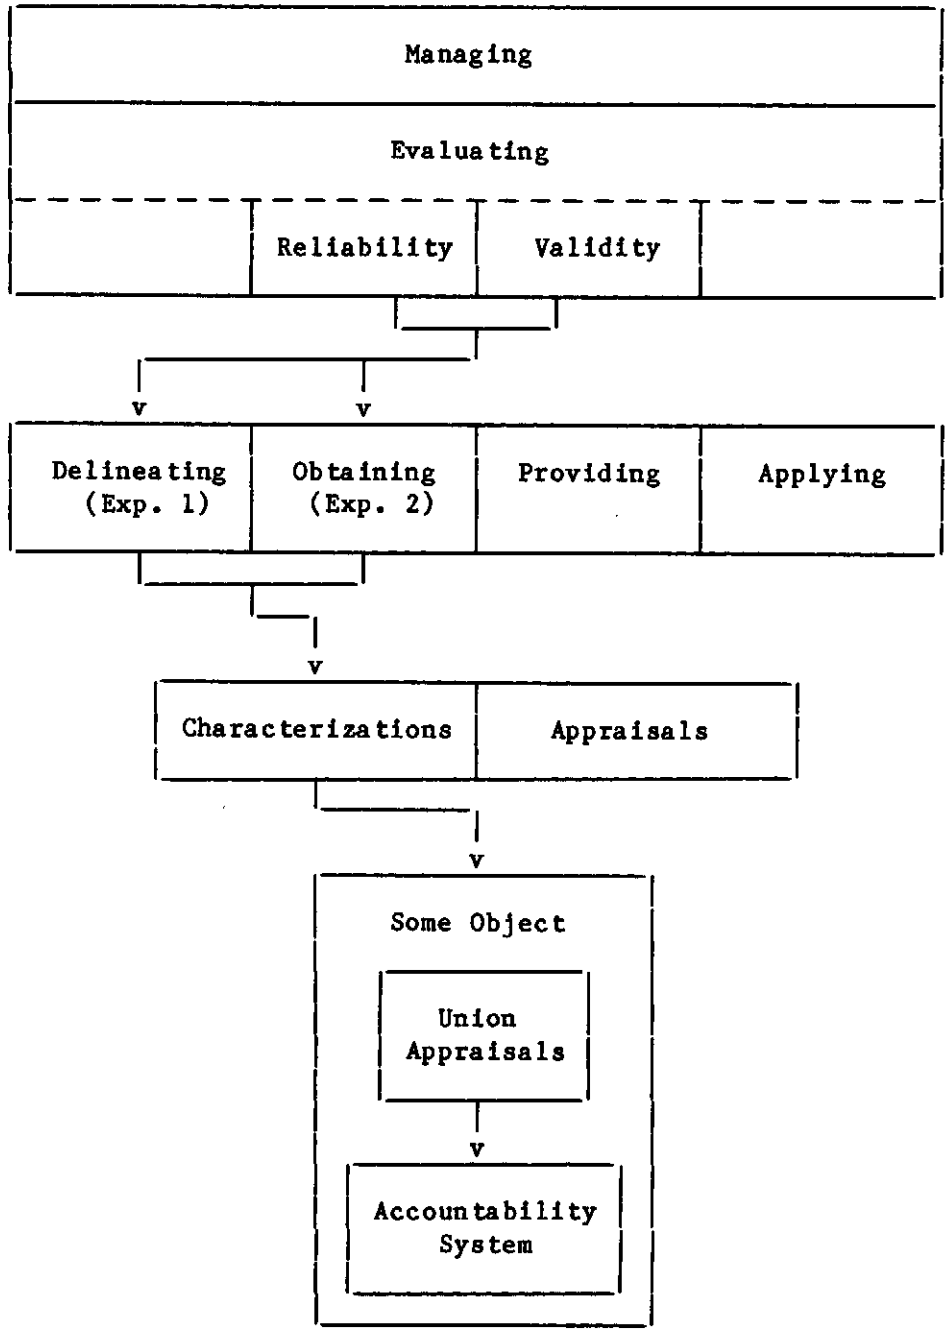 Managing
Evaluating
Reliability Validity
v v
Delineating Obtaining Providing Applying
(Exp. 1) (Exp. 2)
v
Characterizations Appraisals
v
Some Object
Union
Appraisals
v
Accountability
System